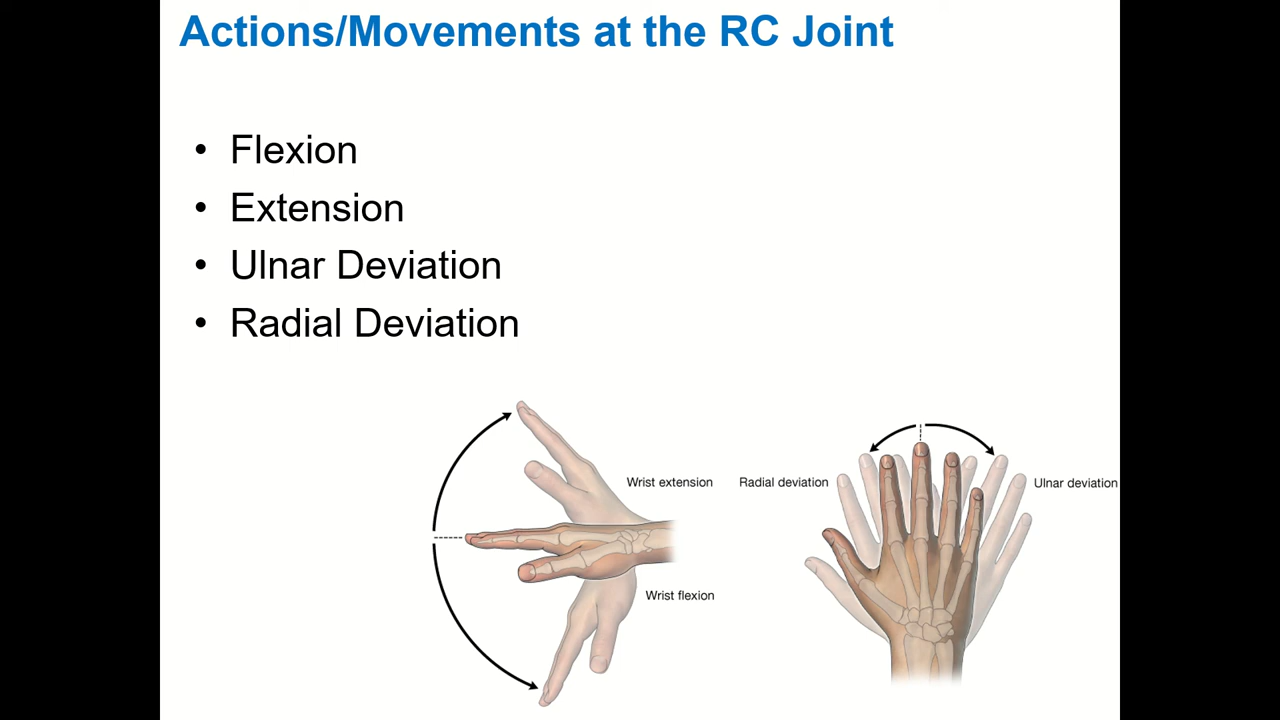 Actions/Movements at the RC Joint
• Flexion
• Extension
• Ulnar Deviation
• Radial Deviation
Wrist extension
Wrist flexion
Radial deviation
Ulnar deviation